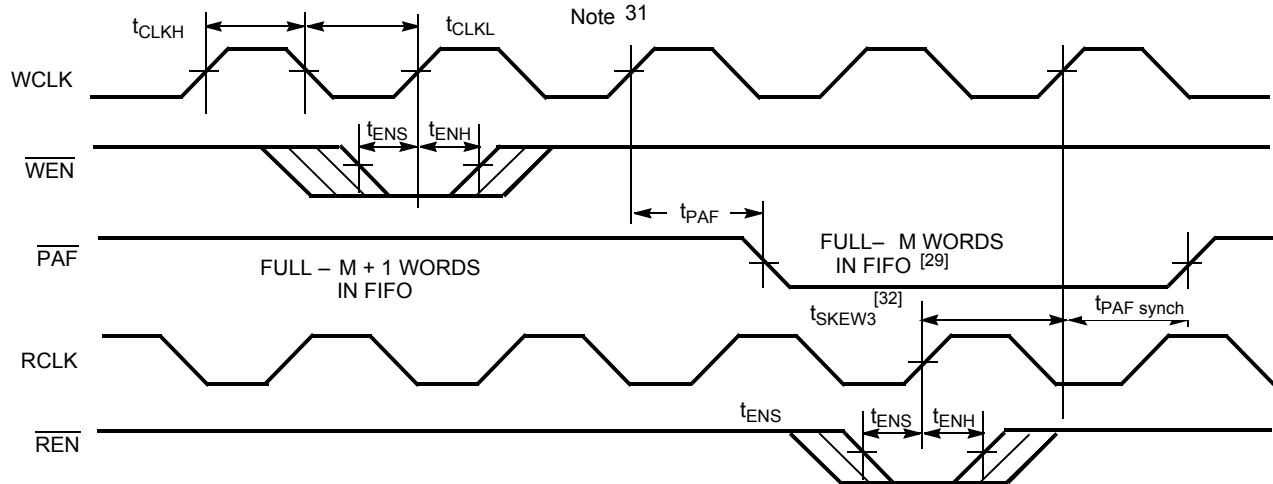 Note 31
tCLKH
tCLKL
WCLK
tENS
tENH
WEN
tPAF
PAF
FULL – M + 1 WORDS
IN FIFO
FULL– M WORDS
IN FIFO [29]
[32]
tSKEW3
tPAF synch
RCLK
tENS
tENS
tENH
REN